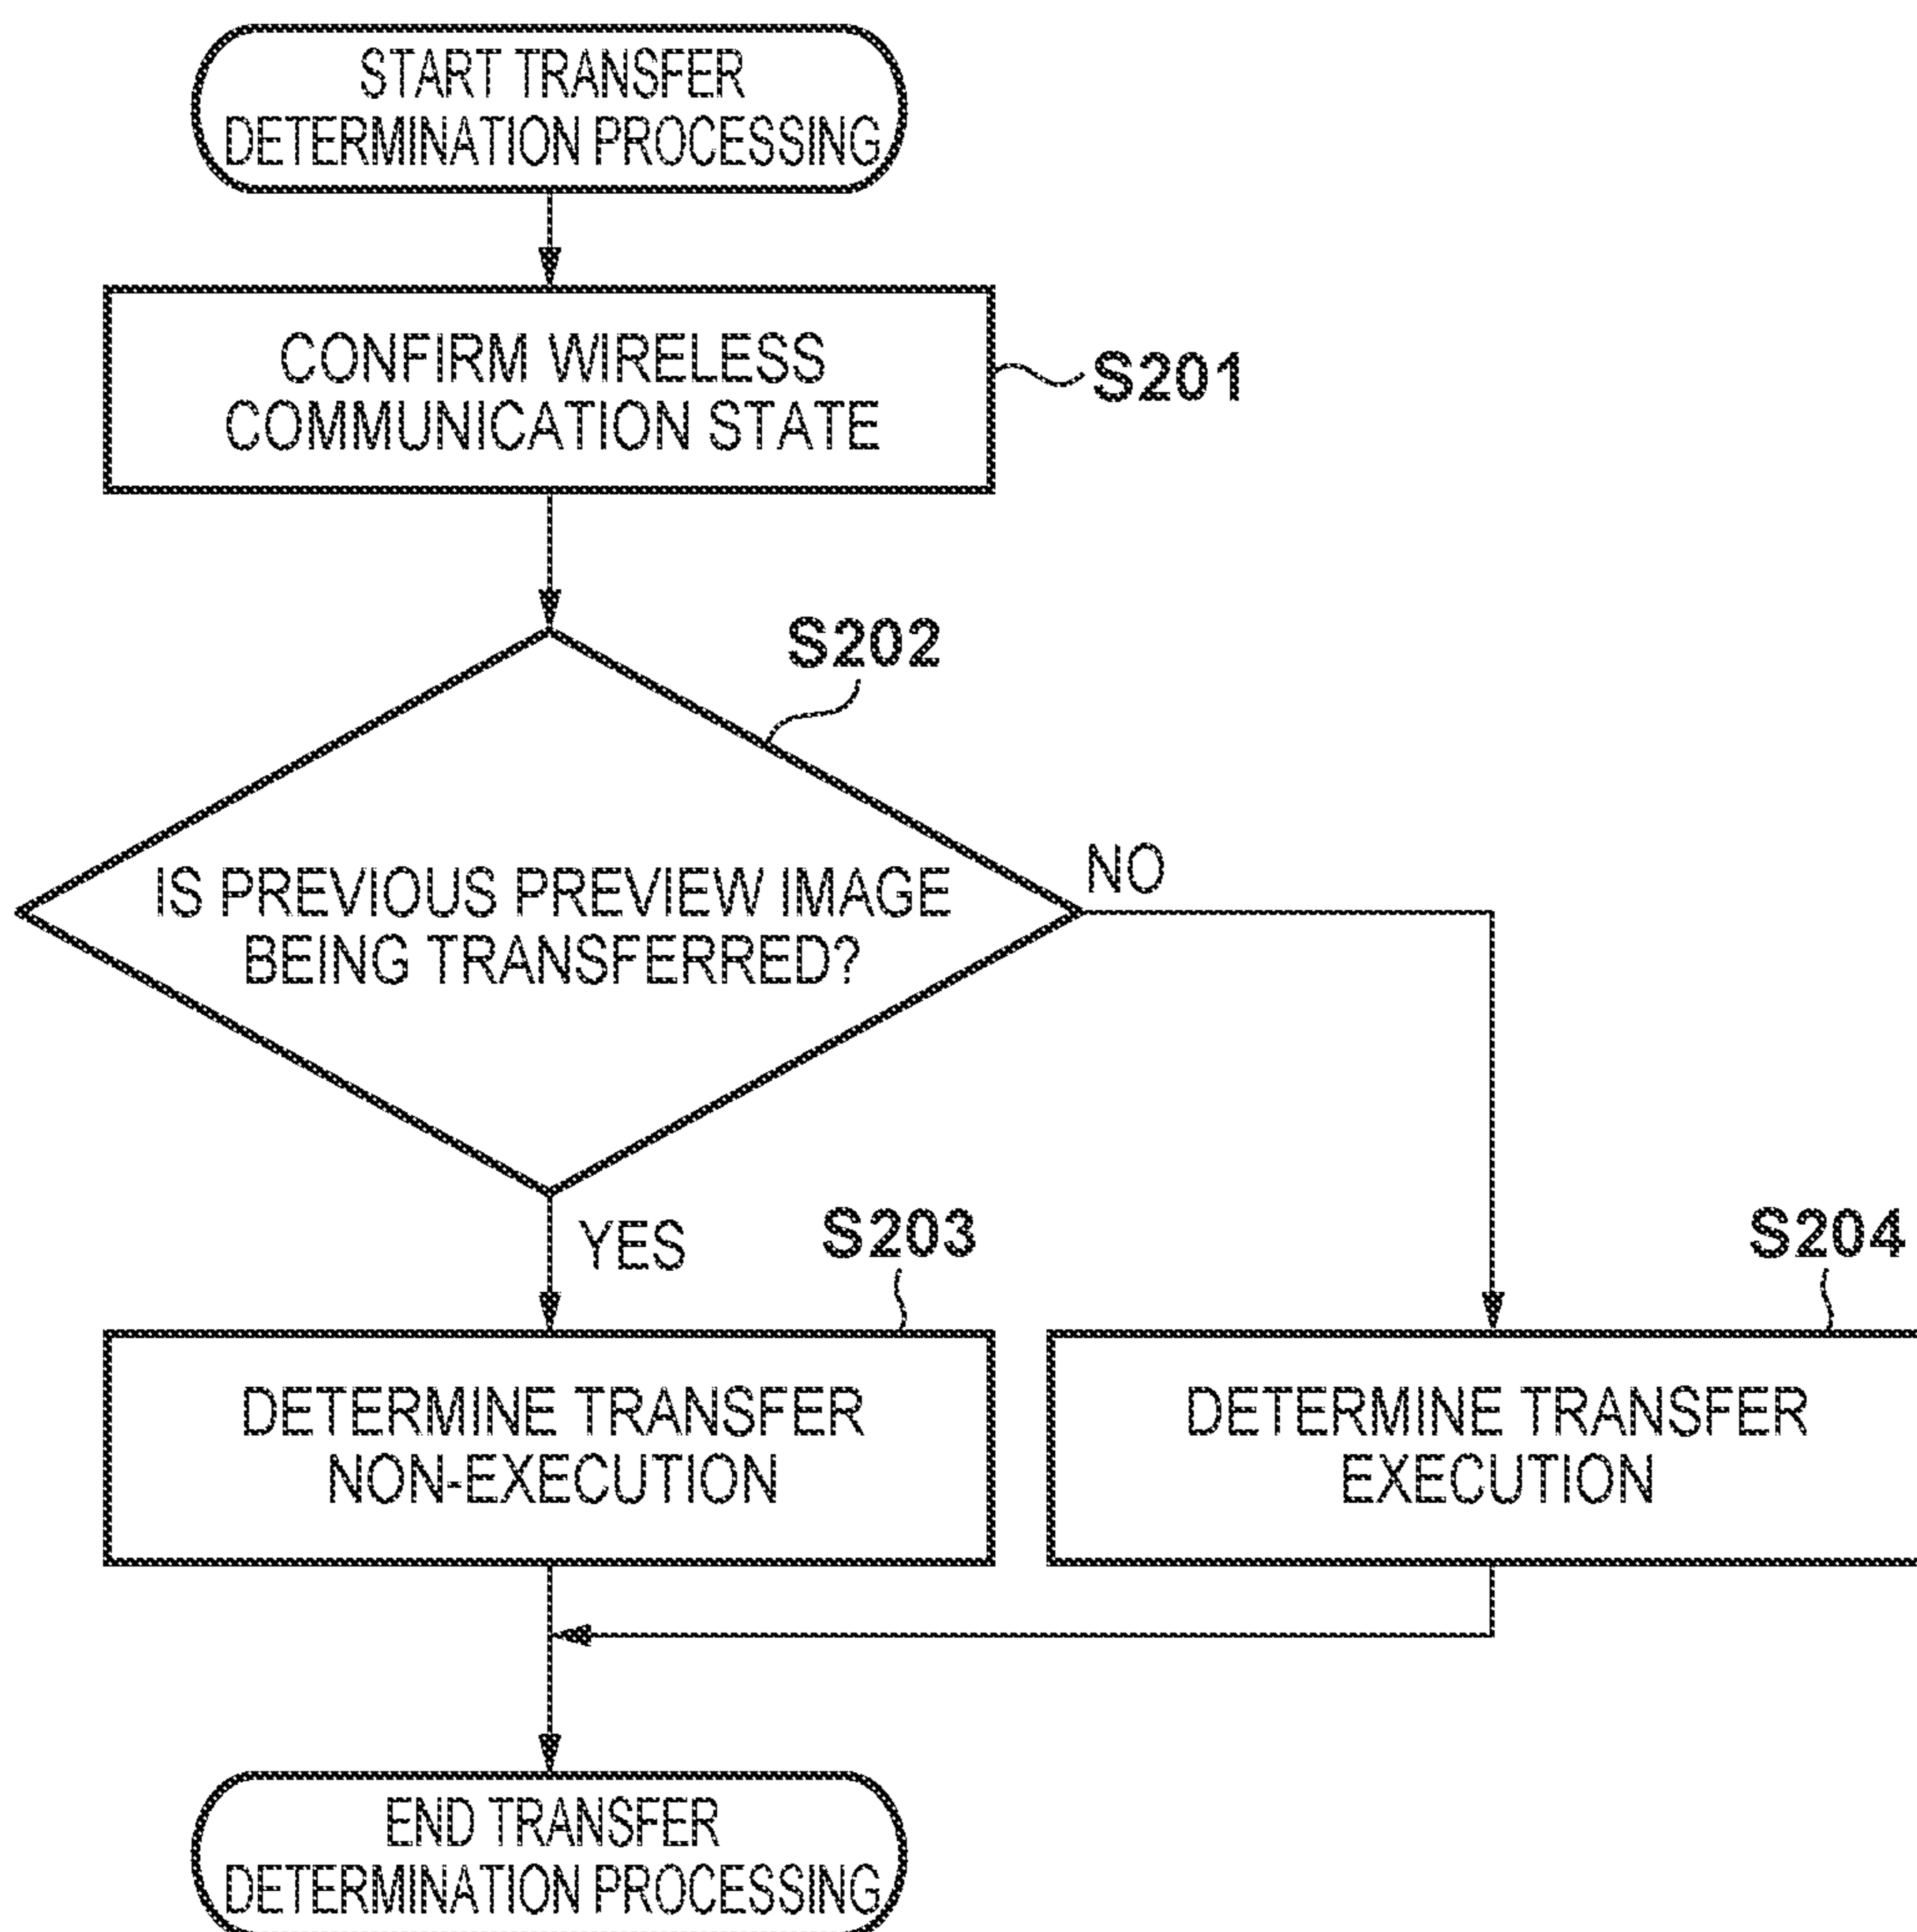 START TRANSFER
DETERMINATION PROCESSING
CONFIRM WIRELESS
COMMUNICATION STATE
S201
S202
IS PREVIOUS PREVIEW IMAGE
BEING TRANSFERRED?
NO
YES
S203
S204
DETERMINE TRANSFER
NON-EXECUTION
DETERMINE TRANSFER
EXECUTION
END TRANSFER
DETERMINATION PROCESSING